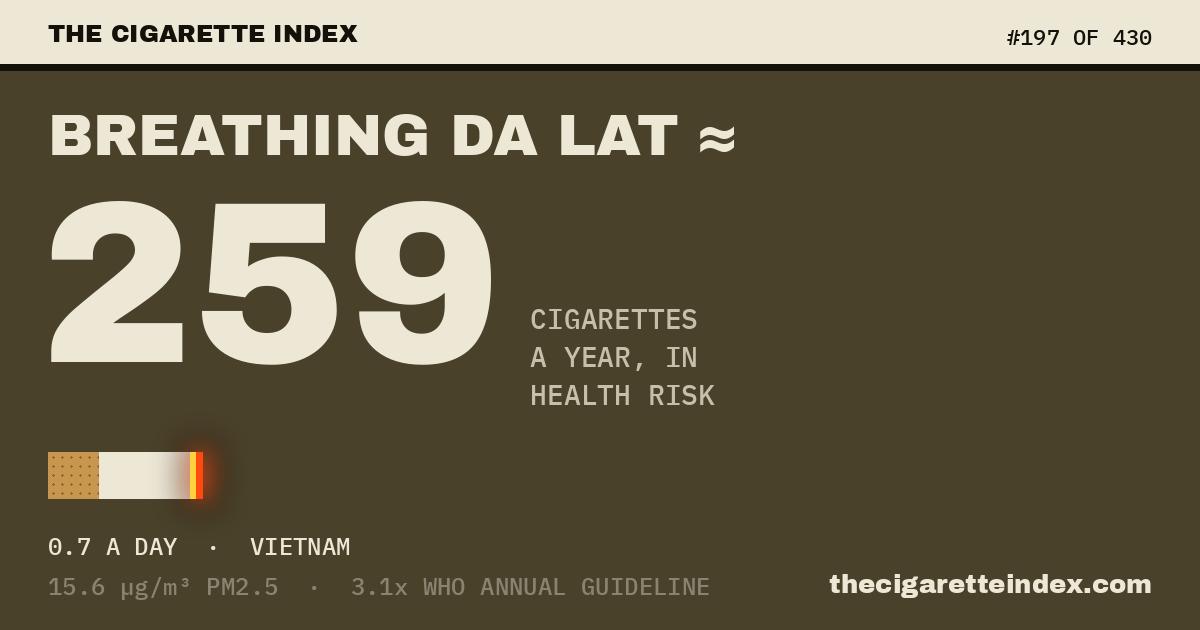 THE CIGARETTE INDEX
#197 OF 430
BREATHING DA LAT ≈
259
CIGARETTES
A YEAR, IN
HEALTH RISK
0.7 A DAY · VIETNAM
15.6 µg/m³ PM2.5 · 3.1x WHO ANNUAL GUIDELINE
thecigaretteindex.com